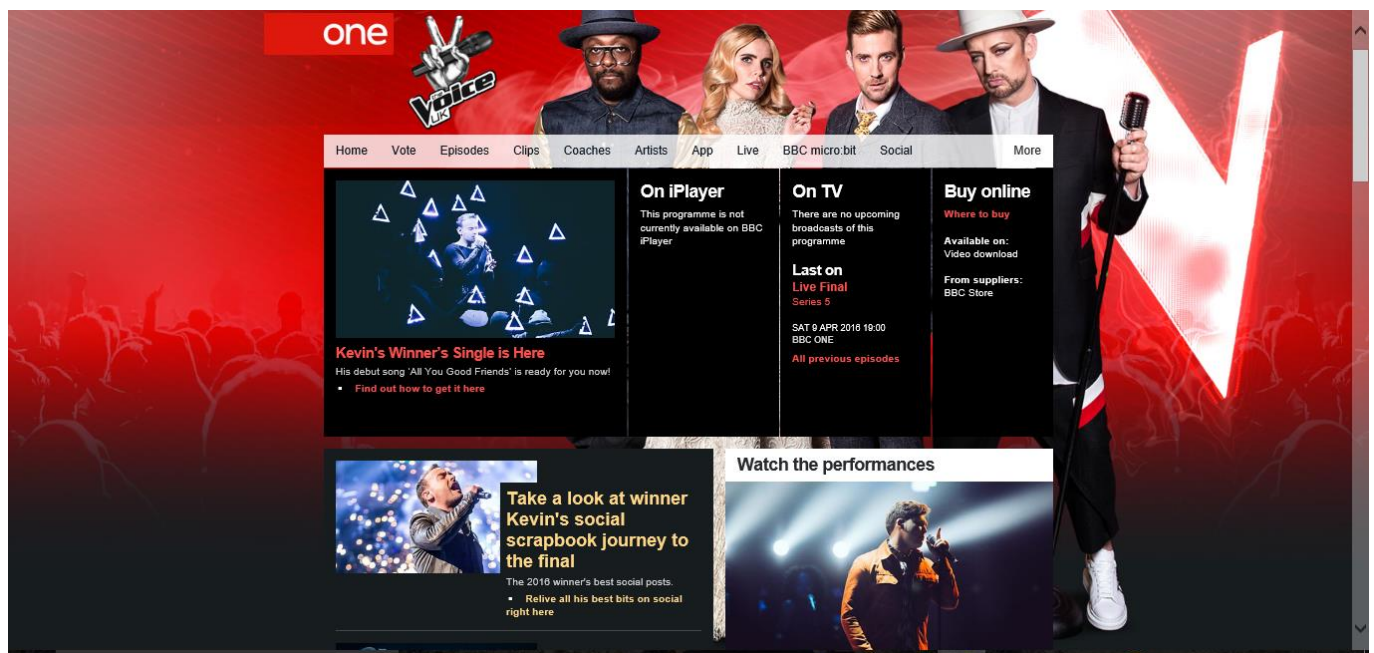 one
the
Voice
UK
Home Vote Episodes Clips Coaches Artists App Live BBC micro:bit Social More
Kevin's Winner's Single is Here
His debut song 'All You Good Friends' is ready for you now!
Find out how to get it here
On iPlayer
This programme is not
currently available on BBC
iPlayer
On TV
There are no upcoming
broadcasts of this
programme
Last on
Live Final
Series 5
SAT 9 APR 2016 19:00
BBC ONE
All previous episodes
Buy online
Where to buy
Available on:
Video download
From suppliers:
BBC Store
Take a look at winner
Kevin's social
scrapbook journey to
the final
The 2016 winner's best social posts.
Relive all his best bits on social
right here
Watch the performances